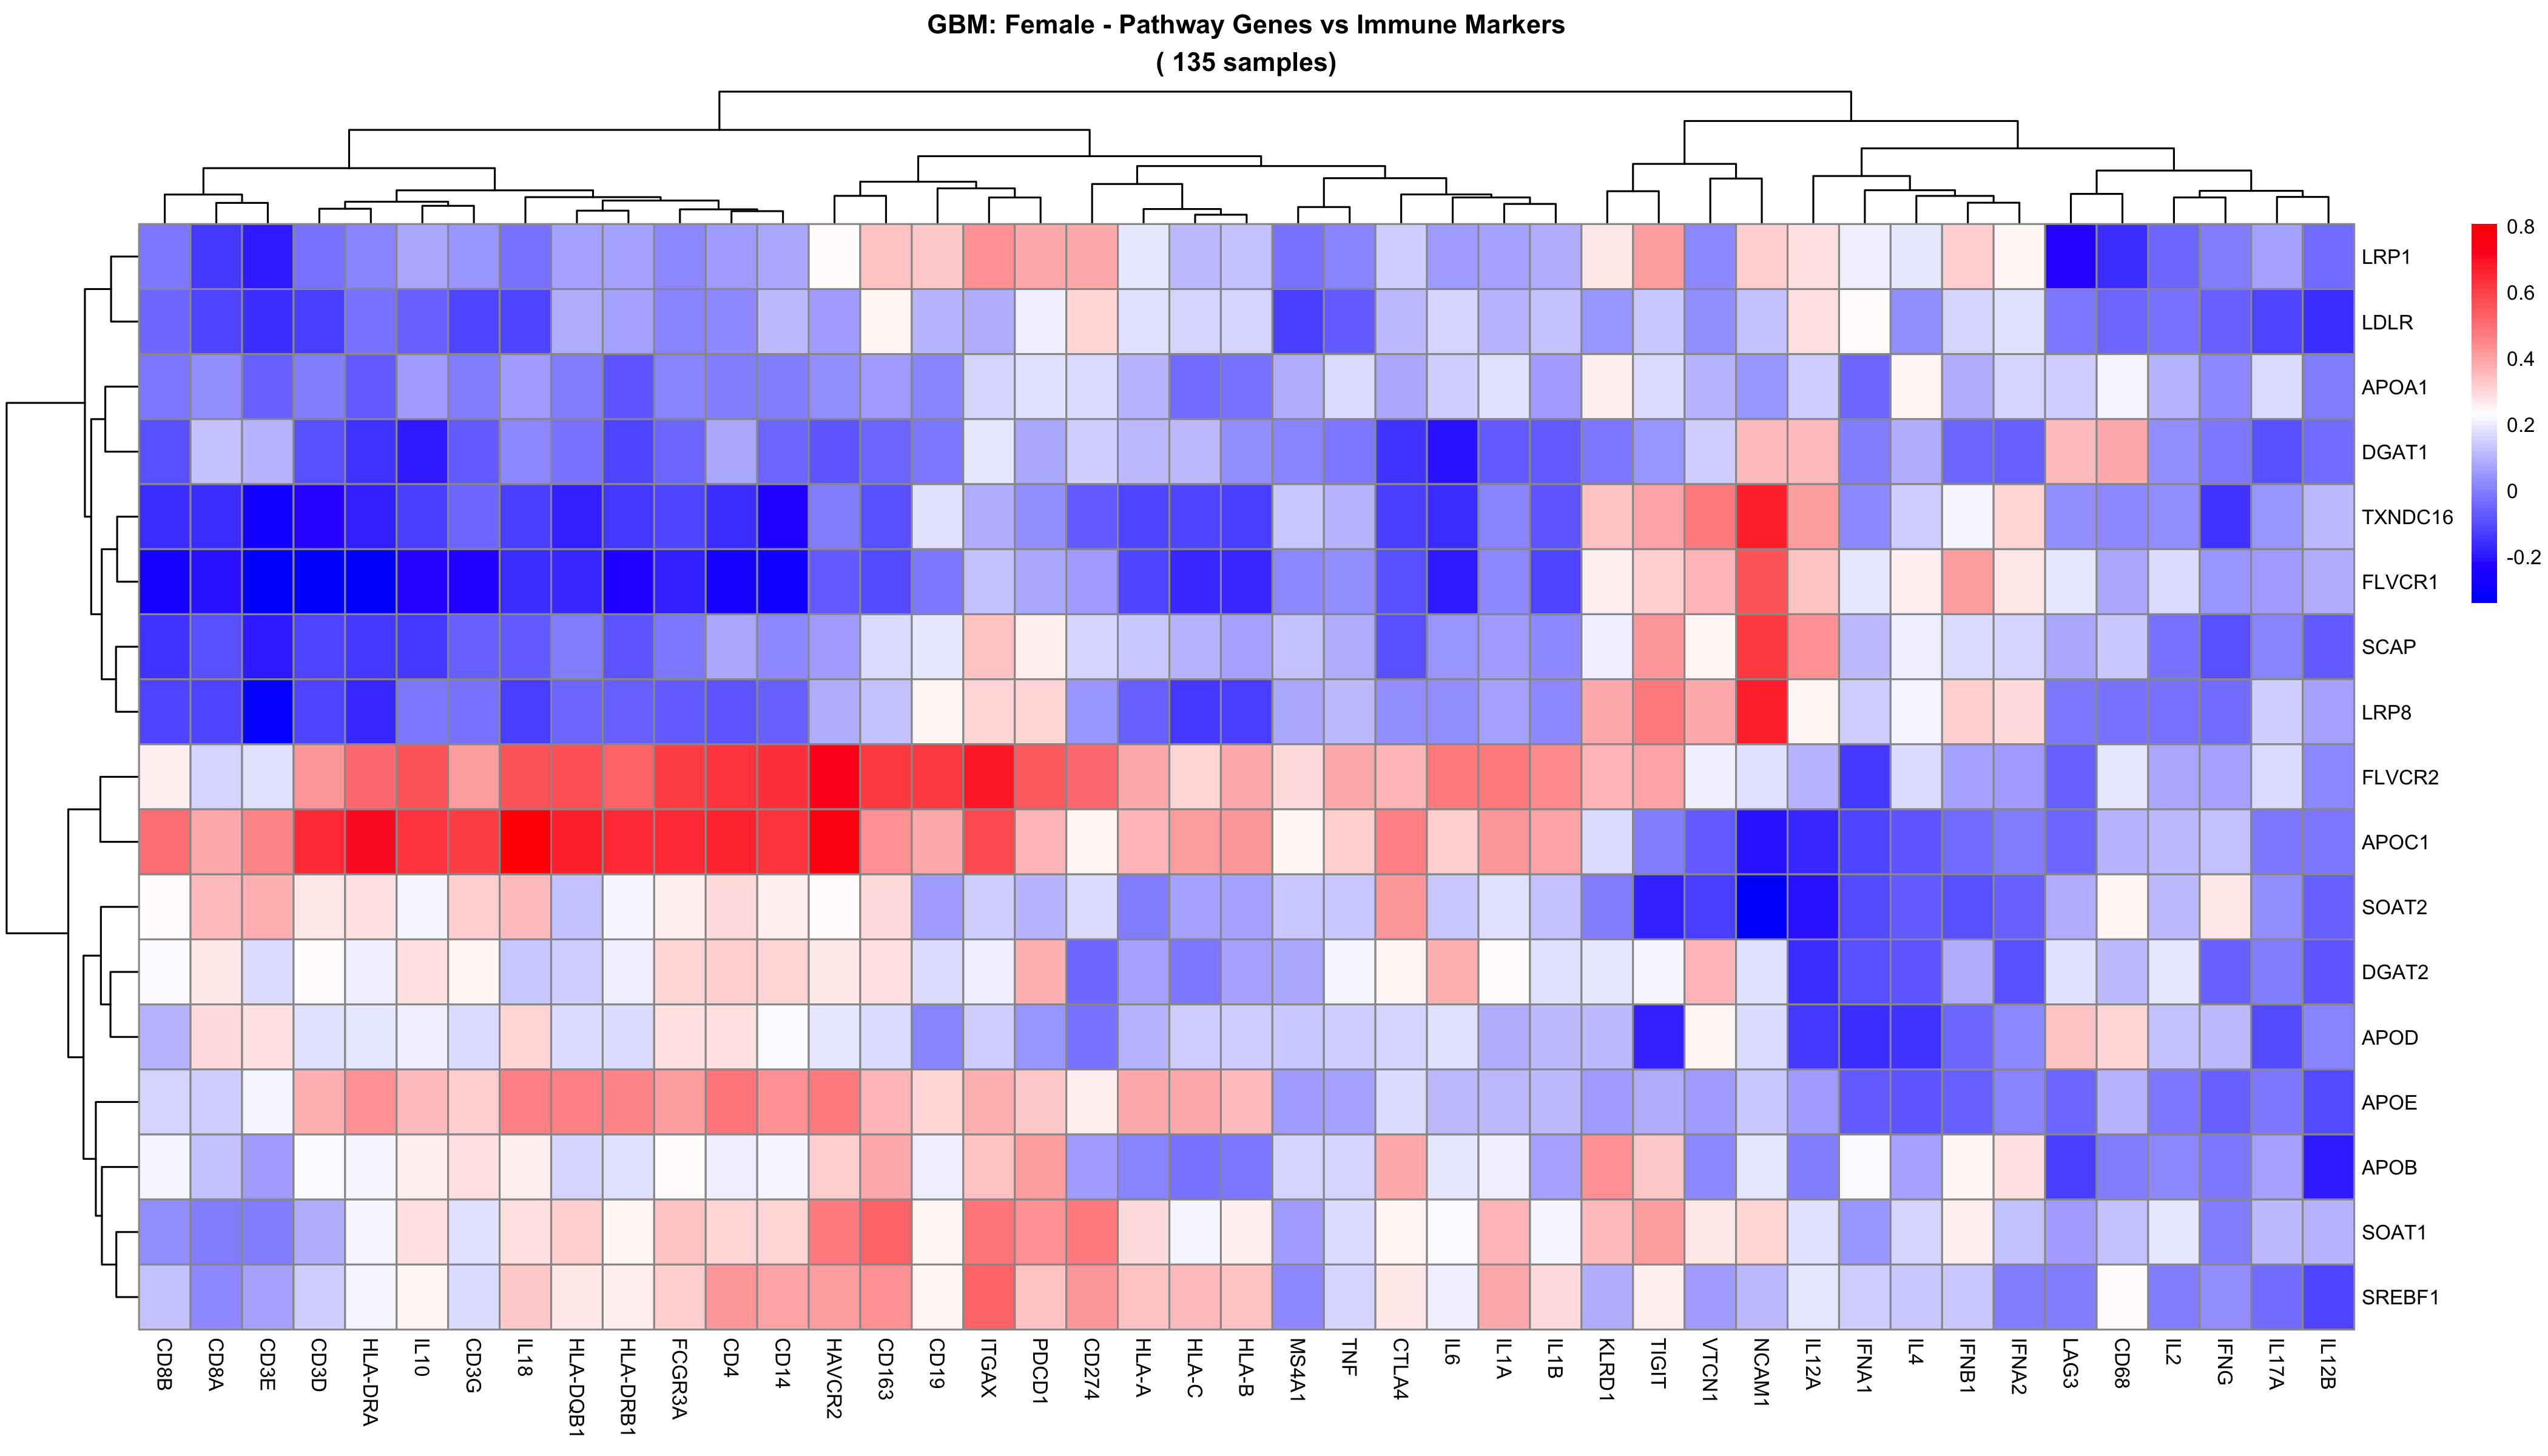 GBM: Female - Pathway Genes vs Immune Markers
( 135 samples)
0.8
0.6
0.4
0.2
0
-0.2
LRP1
LDLR
APOA1
DGAT1
TXNDC16
FLVCR1
SCAP
LRP8
FLVCR2
APOC1
SOAT2
DGAT2
APOD
APOE
APOB
SOAT1
SREBF1
CD8B
CD8A
CD3E
CD3D
HLA-DRA
IL10
CD3G
IL18
HLA-DQB1
HLA-DRB1
FCGR3A
CD4
CD14
HAVCR2
CD163
CD19
ITGAX
PDCD1
CD274
HLA-A
HLA-C
HLA-B
MS4A1
TNF
CTLA4
IL6
IL1A
IL1B
KLRD1
TIGIT
VTCN1
NCAM1
IL12A
IFNA1
IL4
IFNB1
IFNA2
LAG3
CD68
IL2
IFNG
IL17A
IL12B